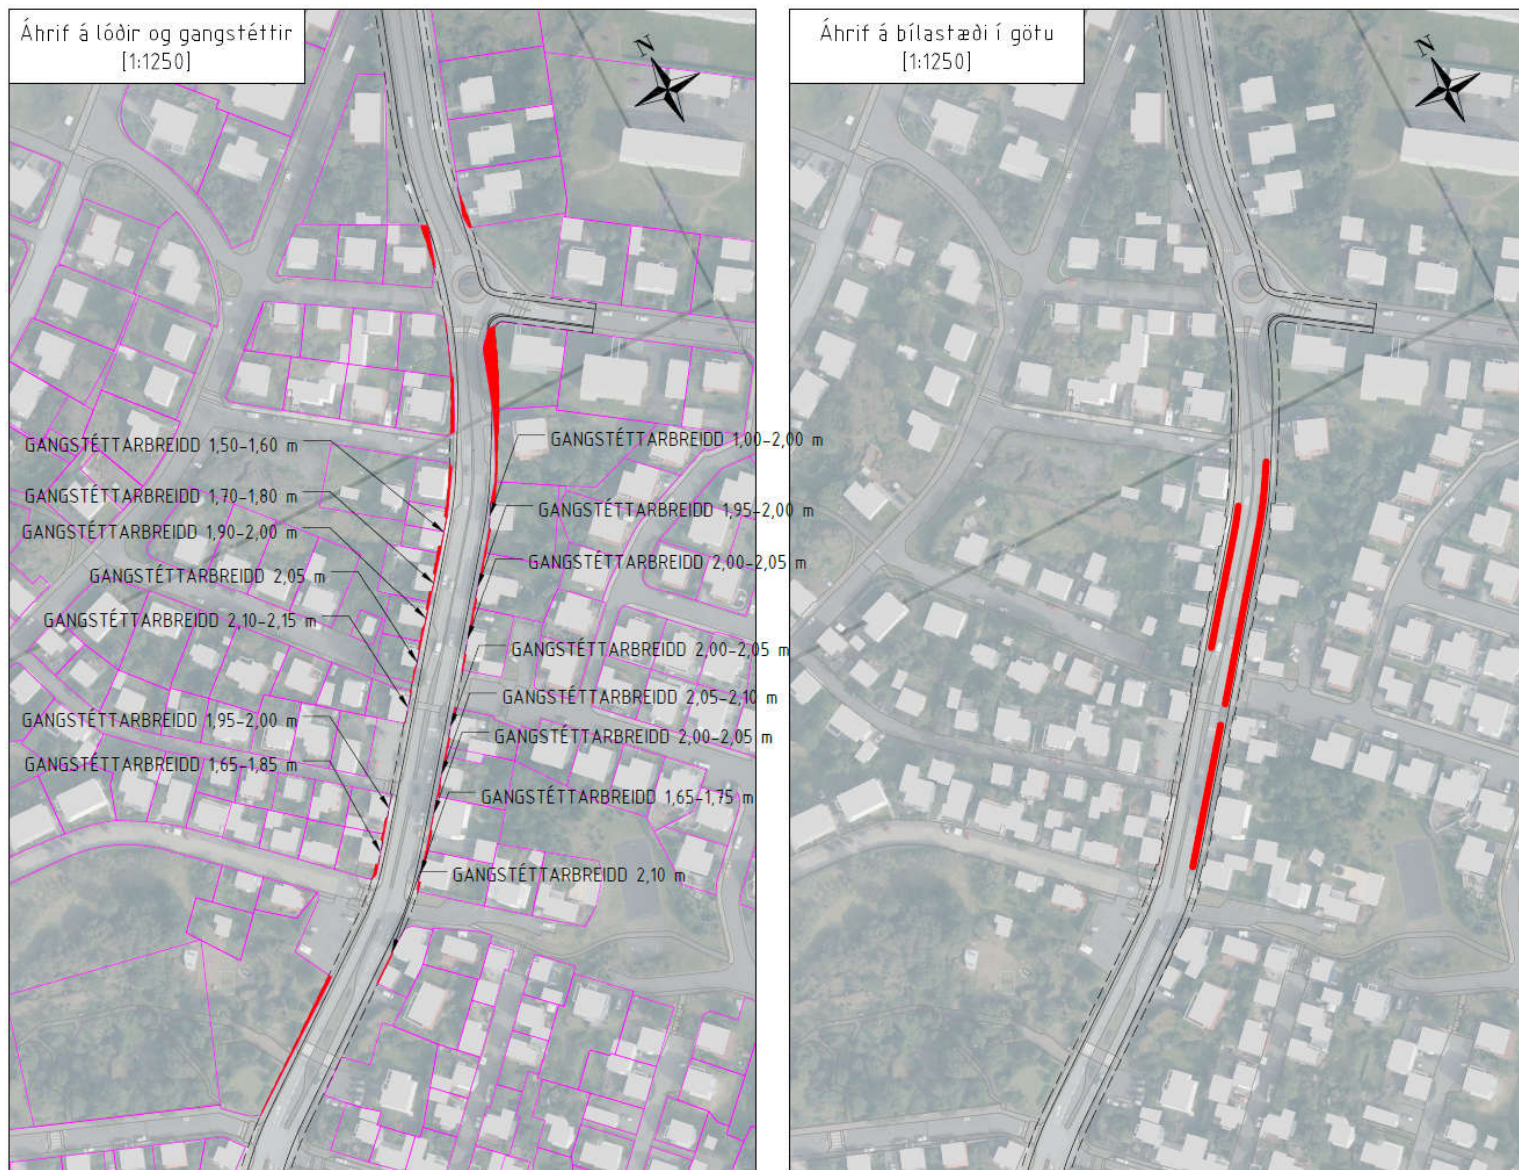 Áhrif á lóðir og gangstéttir
[1:1250]
N
GANGSTÉTTARBREIDD 1,50-1,60 m
GANGSTÉTTARBREIDD 1,70-1,80 m
GANGSTÉTTARBREIDD 1,90-2,00 m
GANGSTÉTTARBREIDD 2,05 m
GANGSTÉTTARBREIDD 2,10-2,15 m
GANGSTÉTTARBREIDD 1,95-2,00 m
GANGSTÉTTARBREIDD 1,65-1,85 m
GANGSTÉTTARBREIDD 1,00-2,00 m
GANGSTÉTTARBREIDD 1,95-2,00 m
GANGSTÉTTARBREIDD 2,00-2,05 m
GANGSTÉTTARBREIDD 2,00-2,05 m
GANGSTÉTTARBREIDD 2,05-2,10 m
GANGSTÉTTARBREIDD 2,00-2,05 m
GANGSTÉTTARBREIDD 1,65-1,75 m
GANGSTÉTTARBREIDD 2,10 m
Áhrif á bílastæði í götu
[1:1250]
N